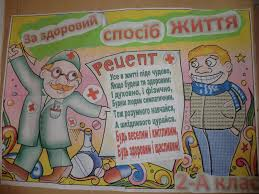 За здоровий спосіб життя
РЕЦЕПТ
Усе в житті піде чудово,
Якщо будеш ти здоровим:
І духовно, і фізично,
Будеш людям симпатичним.
Тож розумного навчайся,
А шкідливого цурайся.
Будь веселим і кмітливим,
Будь здоровим і щасливим!
2-А клас